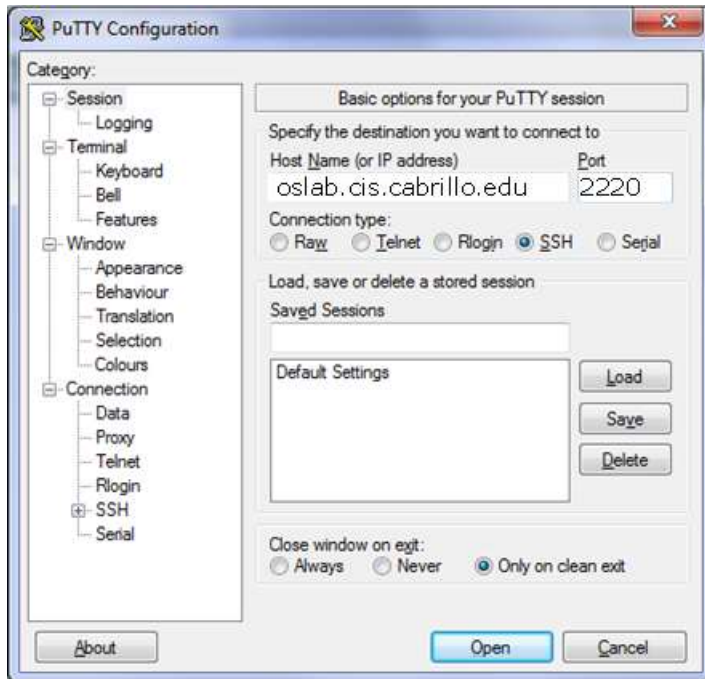 PuTTY Configuration
Category:
Session
Logging
Terminal
Keyboard
Bell
Features
Window
Appearance
Behaviour
Translation
Selection
Colours
Connection
Data
Proxy
Telnet
Rlogin
SSH
Serial
Basic options for your PuTTY session
Specify the destination you want to connect to
Host Name (or IP address) Port
oslab.cis.cabrillo.edu 2220
Connection type:
Raw Telnet Rlogin SSH Serial
Load, save or delete a stored session
Saved Sessions
Default Settings
Load
Save
Delete
Close window on exit:
Always Never Only on clean exit
About Open Cancel